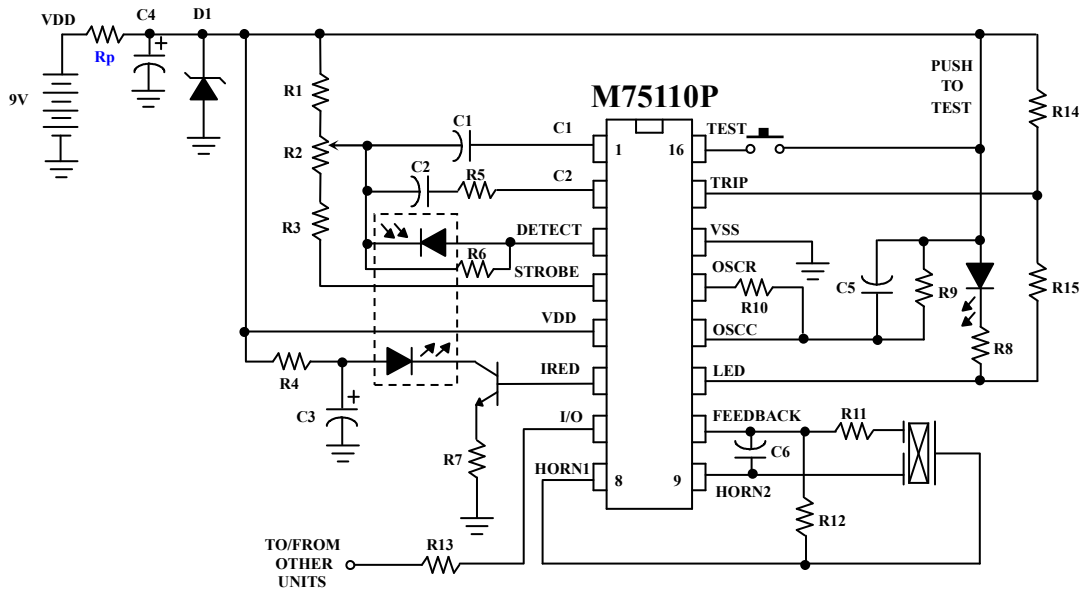 VDD
C4
D1
Rp
+
9V
R1
R2
R3
C1
C2
R5
R6
M75110P
C1
C2
DETECT
STROBE
VDD
IRED
I/O
HORN1
1
16
8
9
TEST
TRIP
VSS
OSCR
OSCC
LED
FEEDBACK
HORN2
PUSH
TO
TEST
R14
R15
C5
R9
R10
R8
R11
C6
R12
R4
C3
+
R7
R13
TO/FROM
OTHER
UNITS